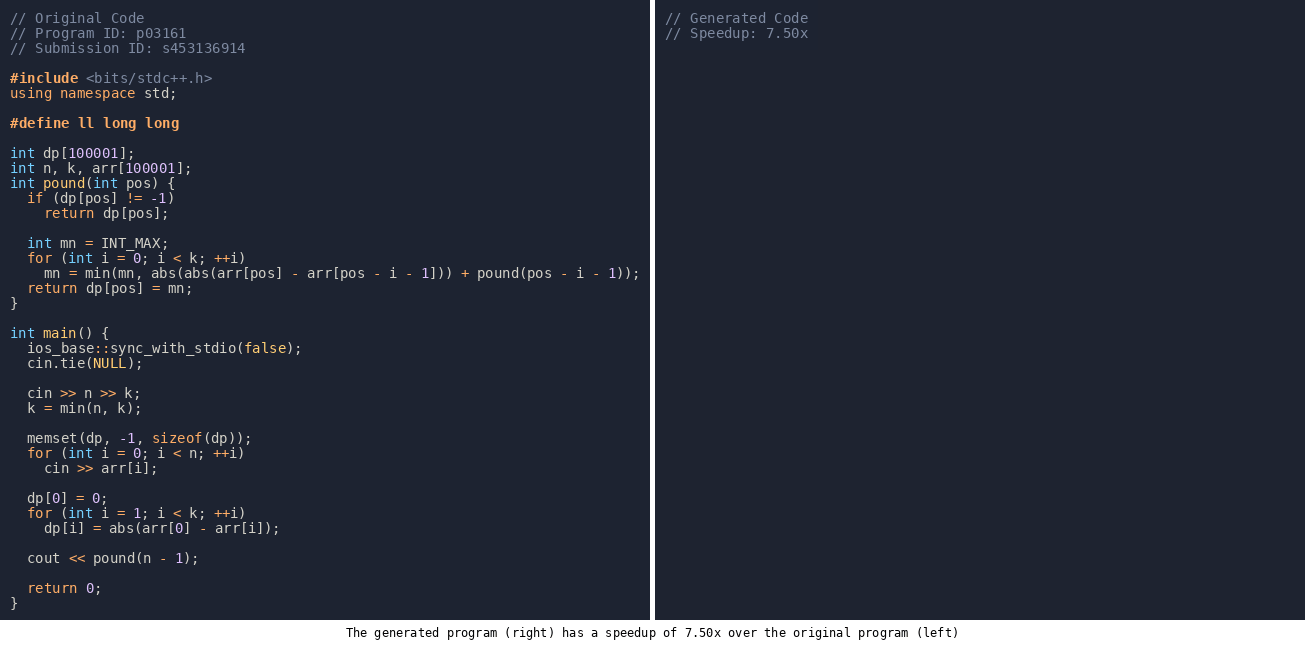 // Original Code
// Program ID: p03161
// Submission ID: s453136914
#include <bits/stdc++.h>
using namespace std;
#define ll long long
int dp[100001];
int n, k, arr[100001];
int pound(int pos) {
  if (dp[pos] != -1)
    return dp[pos];
  int mn = INT_MAX;
  for (int i = 0; i < k; ++i)
    mn = min(mn, abs(abs(arr[pos] - arr[pos - i - 1])) + pound(pos - i - 1));
  return dp[pos] = mn;
}
int main() {
  ios_base::sync_with_stdio(false);
  cin.tie(NULL);
  cin >> n >> k;
  k = min(n, k);
  memset(dp, -1, sizeof(dp));
  for (int i = 0; i < n; ++i)
    cin >> arr[i];
  dp[0] = 0;
  for (int i = 1; i < k; ++i)
    dp[i] = abs(arr[0] - arr[i]);
  cout << pound(n - 1);
  return 0;
}
// Generated Code
// Speedup: 7.50x
The generated program (right) has a speedup of 7.50x over the original program (left)